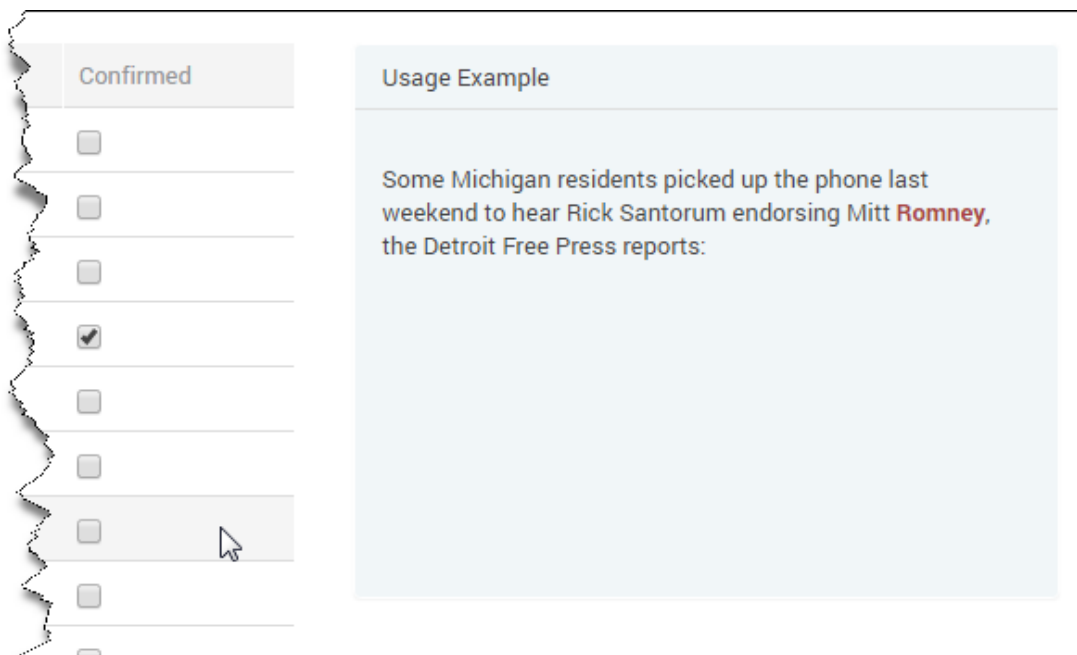 Confirmed
Usage Example
Some Michigan residents picked up the phone last
weekend to hear Rick Santorum endorsing Mitt Romney,
the Detroit Free Press reports: